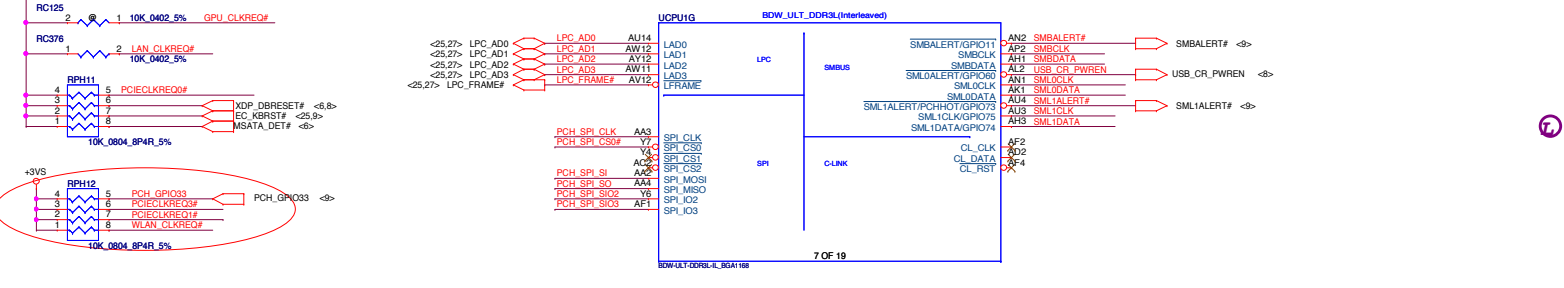 RC125
2 @ 1 10K_0402_5% GPU_CLKREQ#
RC376
1 2 LAN_CLKREQ#
10K_0402_5%
RPH11
4 5 PCIECLKREQ0#
3 6 XDP_DBRESET# <6,8>
2 7 EC_KBRST# <25,9>
1 8 MSATA_DET# <6>
10K_0804_8P4R_5%
+3VS
RPH12
4 5 PCH_GPIO33 PCH_GPIO33 <9>
3 6 PCIECLKREQ3#
2 7 PCIECLKREQ1#
1 8 WLAN_CLKREQ#
10K_0804_8P4R_5%
UCPU1G
BDW_ULT_DDR3L(Interleaved)
<25,27> LPC_AD0 LPC_AD0 AU14 LAD0
<25,27> LPC_AD1 LPC_AD1 AW12 LAD1
<25,27> LPC_AD2 LPC_AD2 AY12 LAD2
<25,27> LPC_AD3 LPC_AD3 AW11 LAD3
<25,27> LPC_FRAME# LPC_FRAME# AV12 LFRAME
LPC
SMBUS
SMBALERT/GPIO11 AN2 SMBALERT# SMBALERT# <9>
SMBCLK AP2 SMBCLK
SMBDATA AH1 SMBDATA
SML0ALERT/GPIO60 AL2 USB_CR_PWREN USB_CR_PWREN <8>
SML0CLK AN1 SML0CLK
SML0DATA AK1 SML0DATA
SML1ALERT/PCHHOT/GPIO73 AU4 SML1ALERT# SML1ALERT# <9>
SML1CLK/GPIO75 AU3 SML1CLK
SML1DATA/GPIO74 AH3 SML1DATA
PCH_SPI_CLK AA3 SPI_CLK
PCH_SPI_CS0# Y7 SPI_CS0
Y4 SPI_CS1
AC2 SPI_CS2
PCH_SPI_SI AA2 SPI_MOSI
PCH_SPI_SO AA4 SPI_MISO
PCH_SPI_SIO2 Y6 SPI_IO2
PCH_SPI_SIO3 AF1 SPI_IO3
SPI
C-LINK
CL_CLK AF2
CL_DATA AD2
CL_RST AF4
7 OF 19
BDW-ULT-DDR3L-IL_BGA1168